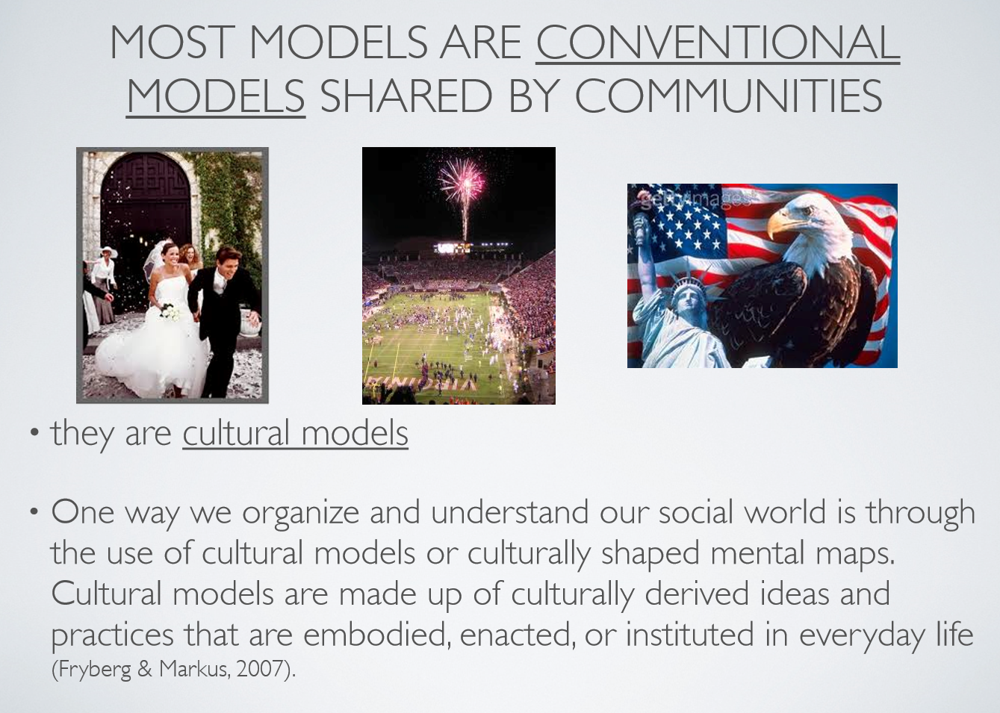 MOST MODELS ARE CONVENTIONAL
MODELS SHARED BY COMMUNITIES
gettyimages
VIRGINIA
• they are cultural models
• One way we organize and understand our social world is through
the use of cultural models or culturally shaped mental maps.
Cultural models are made up of culturally derived ideas and
practices that are embodied, enacted, or instituted in everyday life
(Fryberg & Markus, 2007).